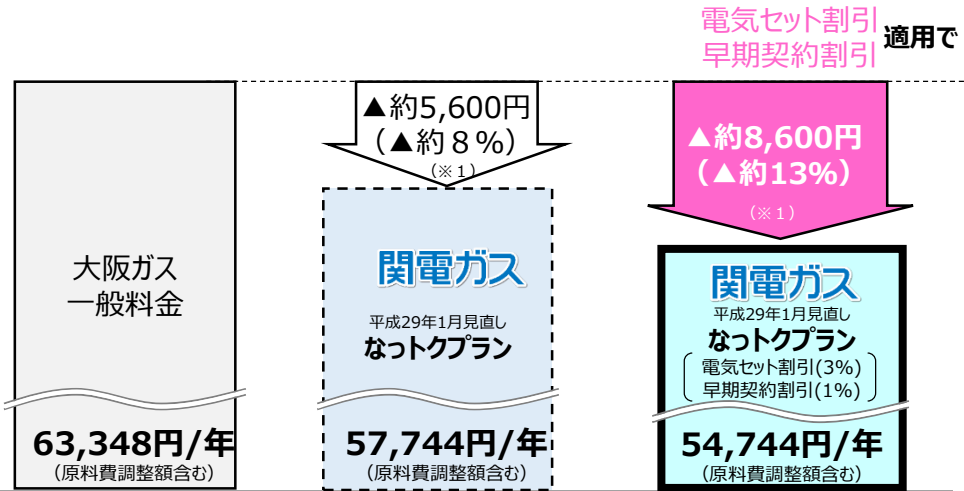 電気セット割引
早期契約割引
適用で
▲約5,600円
（▲約８%）
（※１）
▲約8,600円
（▲約13%）
（※１）
大阪ガス
一般料金
63,348円/年
（原料費調整額含む）
関電ガス
平成29年1月見直し
なっトクプラン
57,744円/年
（原料費調整額含む）
関電ガス
平成29年1月見直し
なっトクプラン
電気セット割引(3%)
早期契約割引(1%)
54,744円/年
（原料費調整額含む）